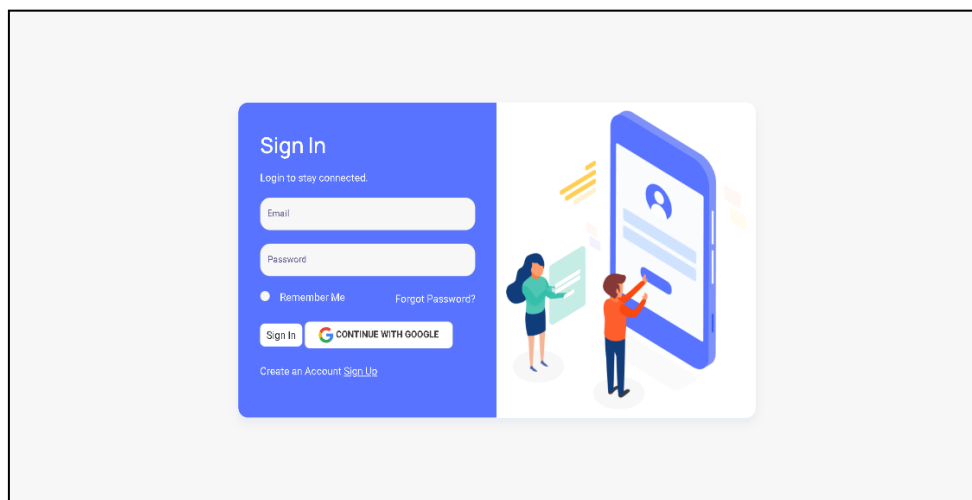 Sign In
Login to stay connected.
Email
Password
Remember Me Forgot Password?
Sign In CONTINUE WITH GOOGLE
Create an Account Sign Up